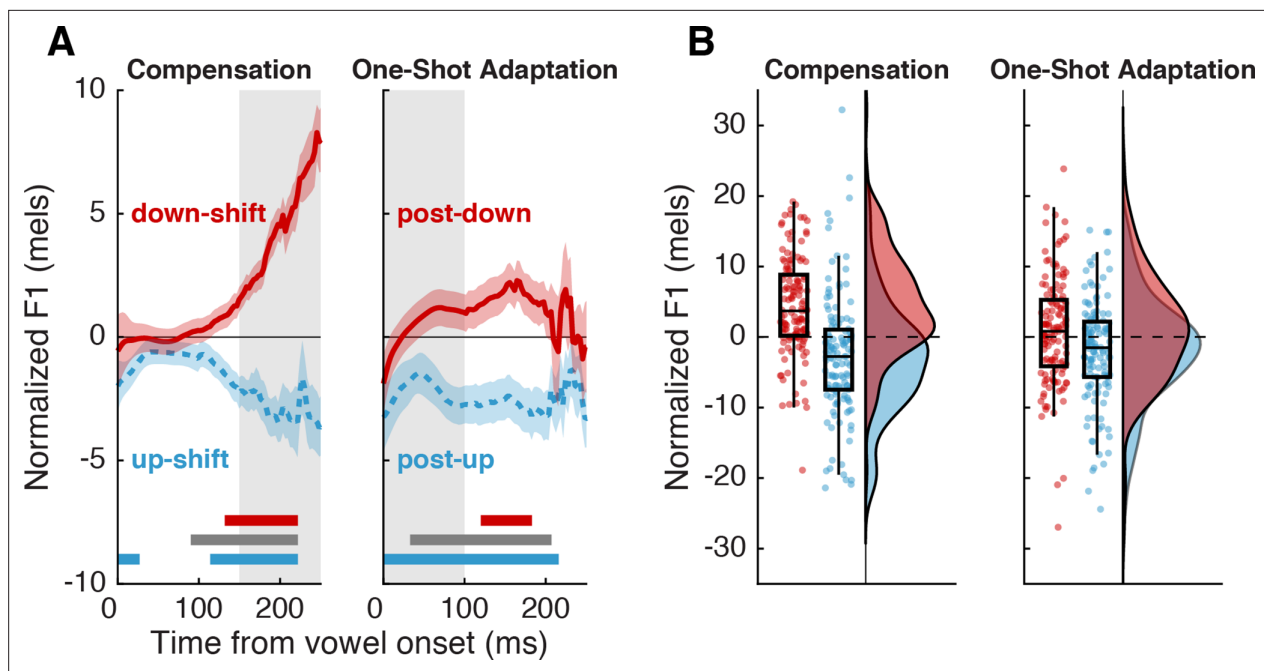 A
B
Compensation
One-Shot Adaptation
Compensation
One-Shot Adaptation
Normalized F1 (mels)
10
5
0
-5
-10
down-shift
up-shift
post-down
post-up
0
100
200
0
100
200
Time from vowel onset (ms)
Normalized F1 (mels)
30
20
10
0
-10
-20
-30